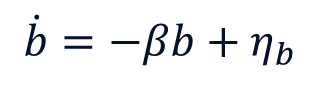 ḃ = −βb + η_b